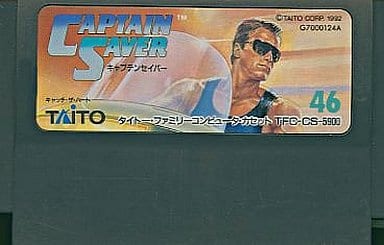 CAPTAIN SAVER™
キャプテンセイバー
©TAITO CORP. 1992
G7000124A
46
キャッチ・ザ・ハート
TAITO
タイトー・ファミリーコンピュータ・カセット TFC-CS-5900